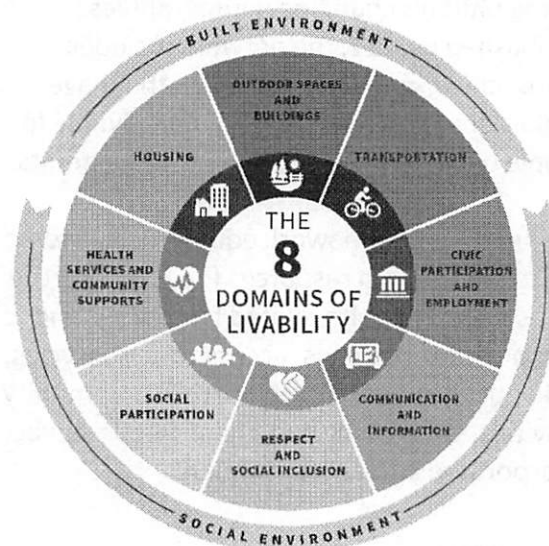 BUILT ENVIRONMENT
OUTDOOR SPACES
AND
BUILDINGS
TRANSPORTATION
CIVIC
PARTICIPATION
AND
EMPLOYMENT
COMMUNICATION
AND
INFORMATION
RESPECT
AND
SOCIAL INCLUSION
SOCIAL
PARTICIPATION
HEALTH
SERVICES AND
COMMUNITY
SUPPORTS
HOUSING
THE
8
DOMAINS OF
LIVABILITY
SOCIAL ENVIRONMENT